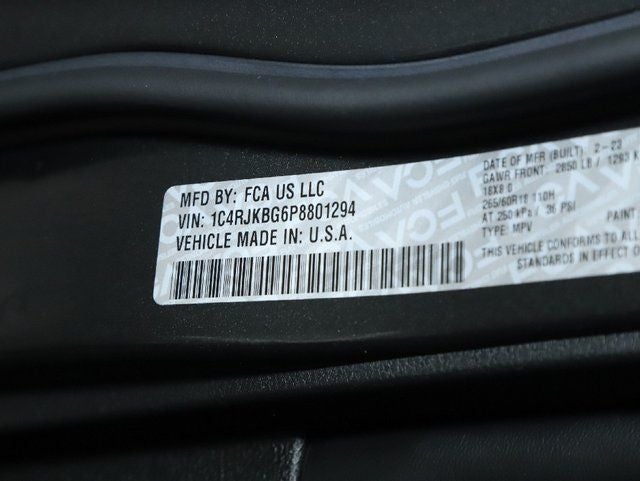 MFD BY: FCA US LLC
VIN: 1C4RJKBG6P8801294
VEHICLE MADE IN: U.S.A.
DATE OF MFR (BUILT) 2-23
GAWR FRONT: 2850 LB / 1293 K
18X8.0
265/60R18 110H
AT 250 kPa / 36 PSI
TYPE: MPV PAINT
THIS VEHICLE CONFORMS TO ALL
STANDARDS IN EFFECT